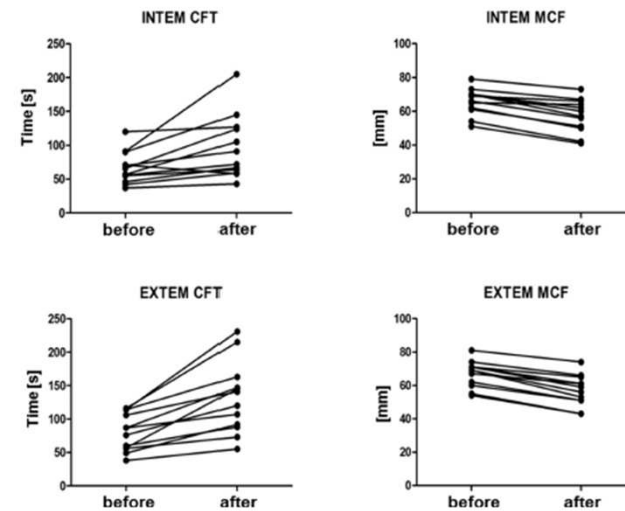 INTEM CFT
250
200
150
100
50
0
Time [s]
before after
INTEM MCF
100
80
60
40
20
0
[mm]
before after
EXTEM CFT
250
200
150
100
50
0
Time [s]
before after
EXTEM MCF
100
80
60
40
20
0
[mm]
before after